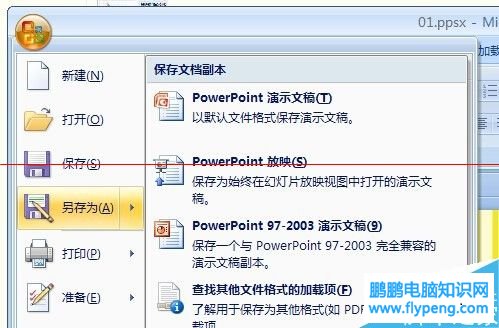 01.ppsx - Mi
新建(N)
打开(O)
保存(S)
另存为(A)
打印(P)
准备(E)
保存文档副本
PowerPoint 演示文稿(T)
以默认文件格式保存演示文稿。
PowerPoint 放映(S)
保存为始终在幻灯片放映视图中打开的演示文
稿。
PowerPoint 97-2003 演示文稿(9)
保存一个与 PowerPoint 97-2003 完全兼容的
演示文稿副本。
查找其他文件格式的加载项(F)
了解用于保存为其他格式(如 PDF
载项。
加载
鹏鹏电脑知识网
www.flypeng.com